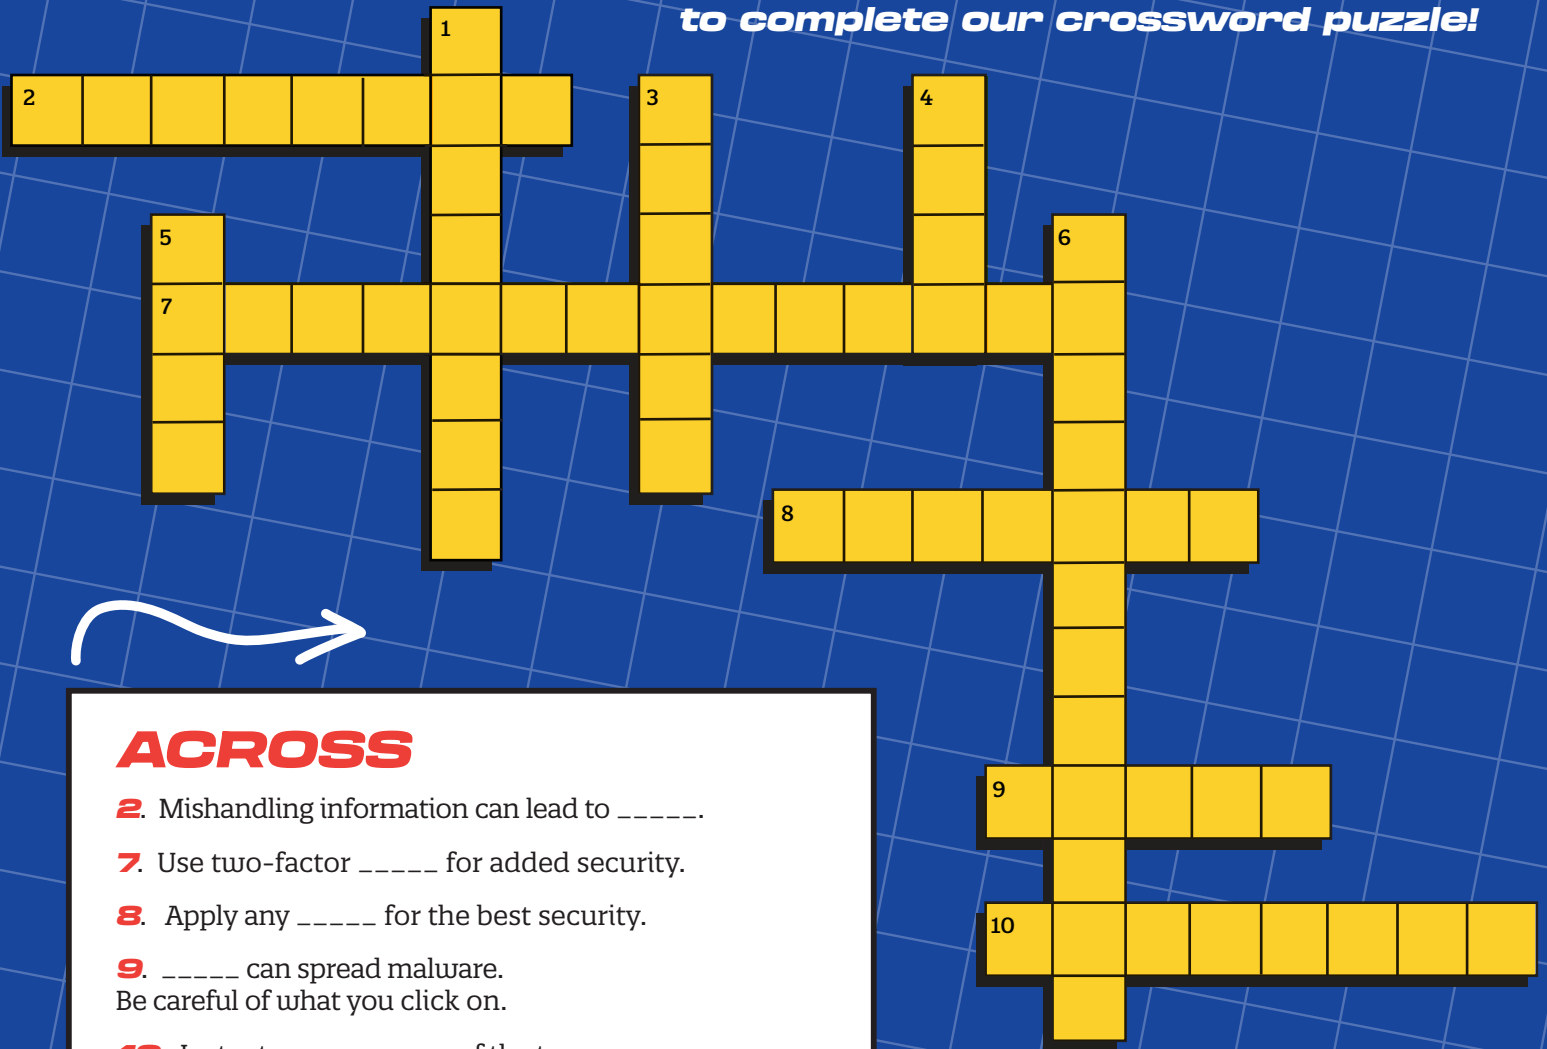 to complete our crossword puzzle!
1
2
3
4
5
6
7
8
9
10
ACROSS
2. Mishandling information can lead to _____.
7. Use two-factor _____ for added security.
8. Apply any _____ for the best security.
9. _____ can spread malware.
Be careful of what you click on.